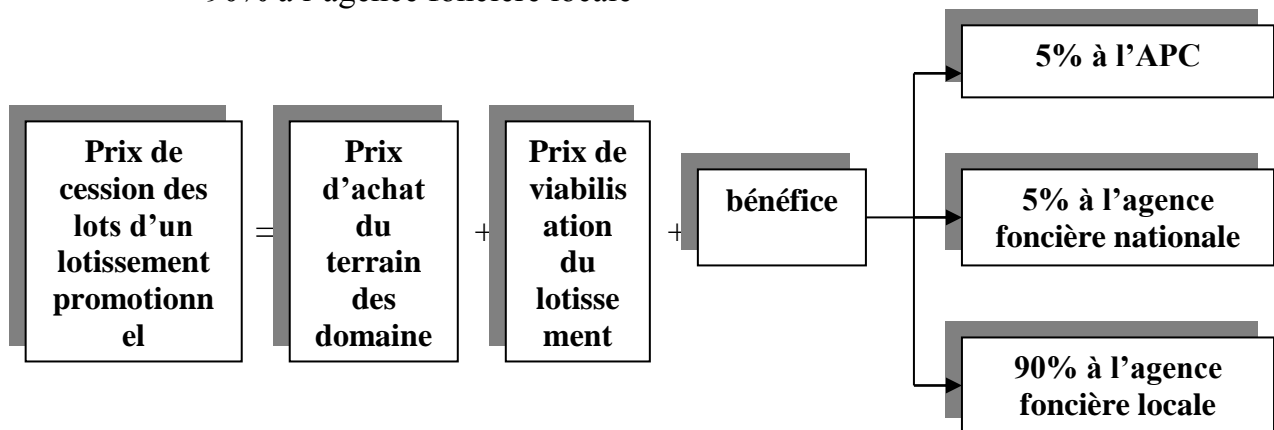 90% à l'agence foncière locale
Prix de
cession des
lots d'un
lotissement
promotionn
el
=
Prix
d'achat
du
terrain
des
domaine
+
Prix de
viabilis
ation
du
lotisse
ment
+
bénéfice
5% à l'APC
5% à l'agence
foncière nationale
90% à l'agence
foncière locale